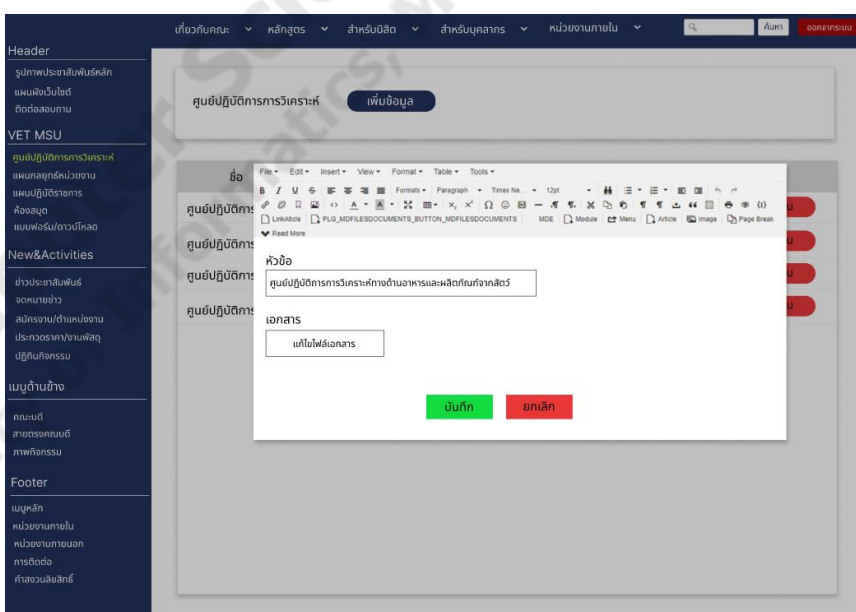 เกี่ยวกับคณะ หลักสูตร สำหรับนิสิต สำหรับบุคลากร หน่วยงานภายใน ค้นหา ออกจากระบบ
Header
รูปภาพประชาสัมพันธ์หลัก
แผนผังเว็บไซต์
ติดต่อสอบถาม
VET MSU
ศูนย์ปฏิบัติการการวิเคราะห์
แผนกลยุทธ์หน่วยงาน
แผนปฏิบัติราชการ
ห้องสมุด
แบบฟอร์ม/ดาวน์โหลด
New&Activities
ข่าวประชาสัมพันธ์
จดหมายข่าว
สมัครงาน/ตำแหน่งงาน
ประกวดราคา/งานพัสดุ
ปฏิทินกิจกรรม
เมนูด้านข้าง
คณะบดี
สายตรงคณบดี
ภาพกิจกรรม
Footer
เมนูหลัก
หน่วยงานภายใน
หน่วยงานภายนอก
การติดต่อ
คำสงวนลิขสิทธิ์
ศูนย์ปฏิบัติการการวิเคราะห์ เพิ่มข้อมูล
ชื่อ
ศูนย์ปฏิบัติการ
ศูนย์ปฏิบัติการ
ศูนย์ปฏิบัติการ
ศูนย์ปฏิบัติการ
File Edit Insert View Format Table Tools
B I U S Formats Paragraph Times Ne... 12pt
LinkAticle PLG_MDFILESDOCUMENTS_BUTTON_MDFILESDOCUMENTS MDE Module Menu Article Image Page Break
Read More
หัวข้อ
ศูนย์ปฏิบัติการการวิเคราะห์ทางด้านอาหารและผลิตภัณฑ์จากสัตว์
เอกสาร
แก้ไขไฟล์เอกสาร
บันทึก ยกเลิก